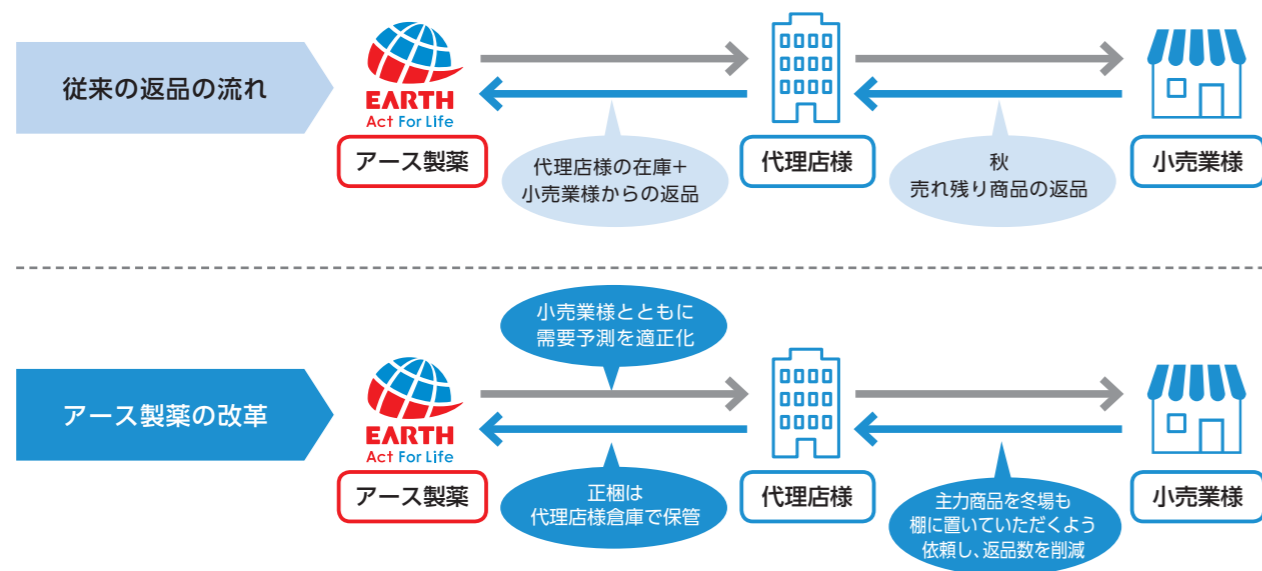 従来の返品の流れ
EARTH
Act For Life
アース製薬
代理店様の在庫+
小売業様からの返品
代理店様
秋
売れ残り商品の返品
小売業様
小売業様とともに
需要予測を適正化
アース製薬の改革
EARTH
Act For Life
アース製薬
正梱は
代理店様倉庫で保管
代理店様
主力商品を冬場も
棚に置いていただくよう
依頼し、返品数を削減
小売業様